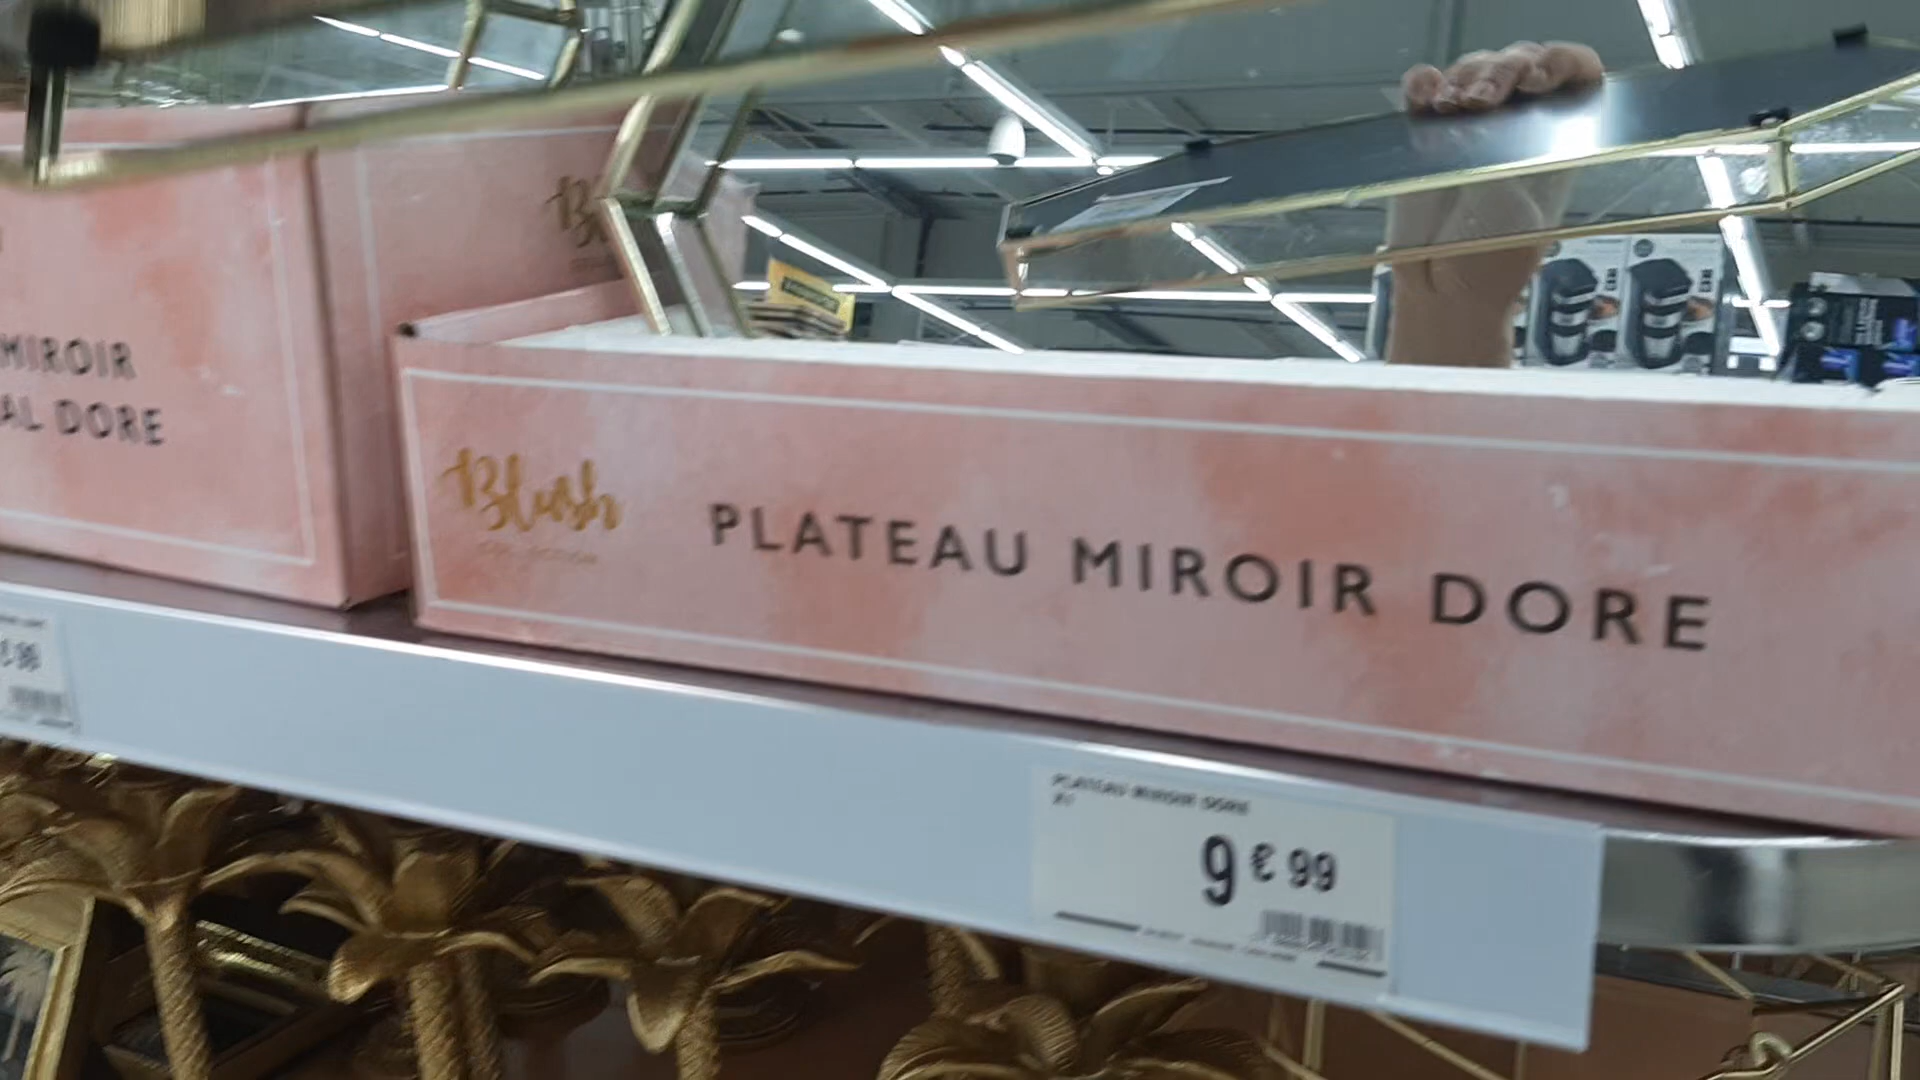 MIROIR
AL DORE
Blush
PLATEAU MIROIR DORE
PLATEAU MIROIR DORE
9 € 99